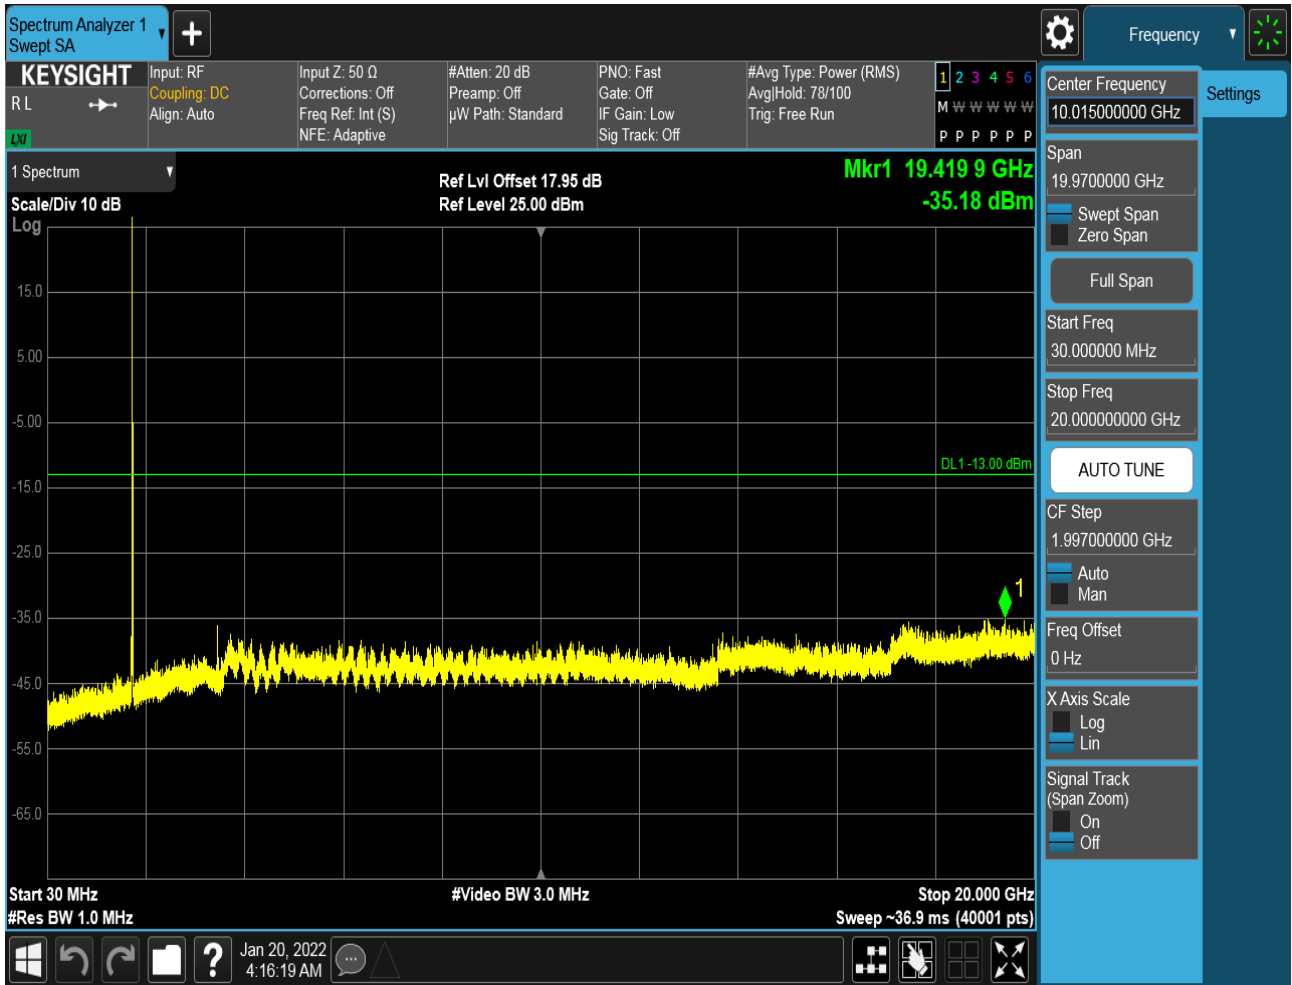 Spectrum Analyzer 1
Swept SA
+
Frequency
KEYSIGHT
R L
LXI
Input: RF
Coupling: DC
Align: Auto
Input Z: 50 Ω
Corrections: Off
Freq Ref: Int (S)
NFE: Adaptive
#Atten: 20 dB
Preamp: Off
µW Path: Standard
PNO: Fast
Gate: Off
IF Gain: Low
Sig Track: Off
#Avg Type: Power (RMS)
Avg|Hold: 78/100
Trig: Free Run
1 2 3 4 5 6
M W W W W W
P P P P P P
1 Spectrum
Scale/Div 10 dB
Log
Ref Lvl Offset 17.95 dB
Ref Level 25.00 dBm
Mkr1 19.419 9 GHz
-35.18 dBm
15.0
5.00
-5.00
-15.0
-25.0
-35.0
-45.0
-55.0
-65.0
DL1 -13.00 dBm
1
Start 30 MHz
#Res BW 1.0 MHz
#Video BW 3.0 MHz
Stop 20.000 GHz
Sweep ~36.9 ms (40001 pts)
Center Frequency
10.015000000 GHz
Settings
Span
19.9700000 GHz
Swept Span
Zero Span
Full Span
Start Freq
30.000000 MHz
Stop Freq
20.000000000 GHz
AUTO TUNE
CF Step
1.997000000 GHz
Auto
Man
Freq Offset
0 Hz
X Axis Scale
Log
Lin
Signal Track
(Span Zoom)
On
Off
?
Jan 20, 2022
4:16:19 AM